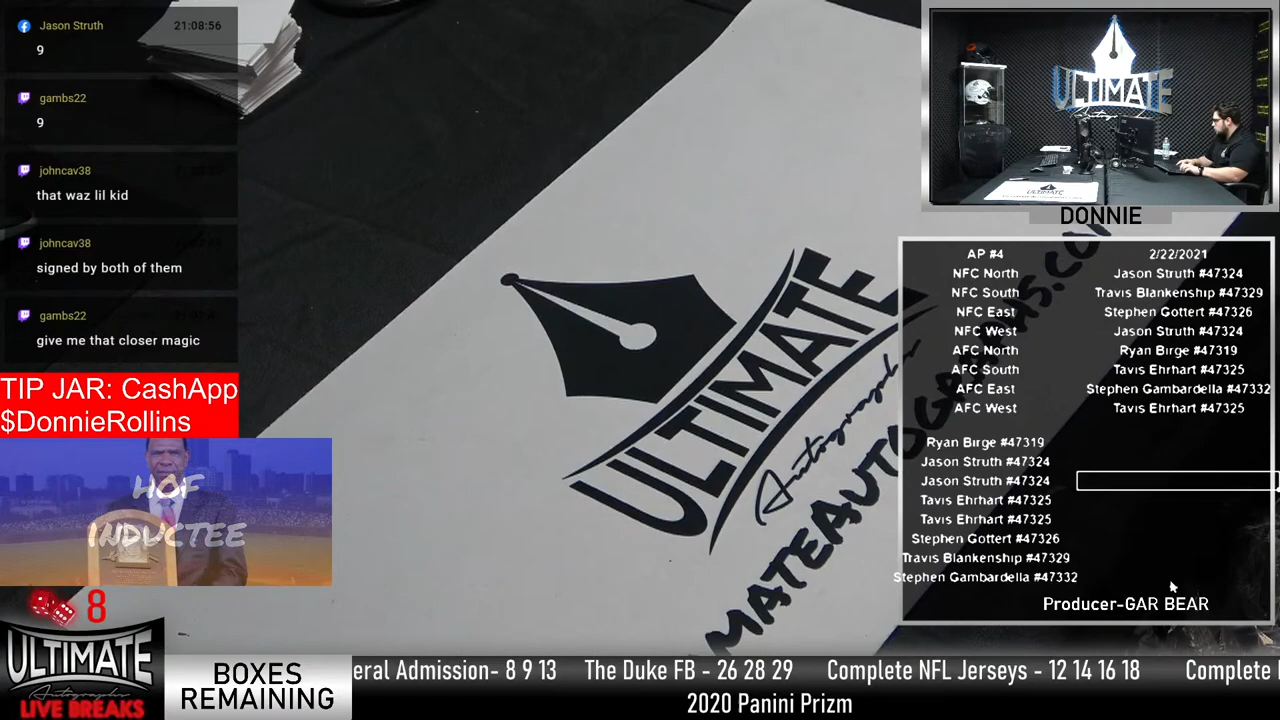 Jason Struth 21:08:56
9
gambs22
9
johncav38
that waz lil kid
johncav38
signed by both of them
gambs22
give me that closer magic
TIP JAR: CashApp
$DonnieRollins
HOF
INDUCTEE
8
ULTIMATE
Autographs
LIVE BREAKS
BOXES
REMAINING
eral Admission- 8 9 13 The Duke FB - 26 28 29 Complete NFL Jerseys - 12 14 16 18 Complete
2020 Panini Prizm
ULTIMATE
Autographs
ULTIMATE
DONNIE
AP #4 2/22/2021
NFC North Jason Struth #47324
NFC South Travis Blankenship #47329
NFC East Stephen Gottert #47326
NFC West Jason Struth #47324
AFC North Ryan Birge #47319
AFC South Tavis Ehrhart #47325
AFC East Stephen Gambardella #47332
AFC West Tavis Ehrhart #47325
Ryan Birge #47319
Jason Struth #47324
Jason Struth #47324
Tavis Ehrhart #47325
Tavis Ehrhart #47325
Stephen Gottert #47326
Travis Blankenship #47329
Stephen Gambardella #47332
Producer-GAR BEAR